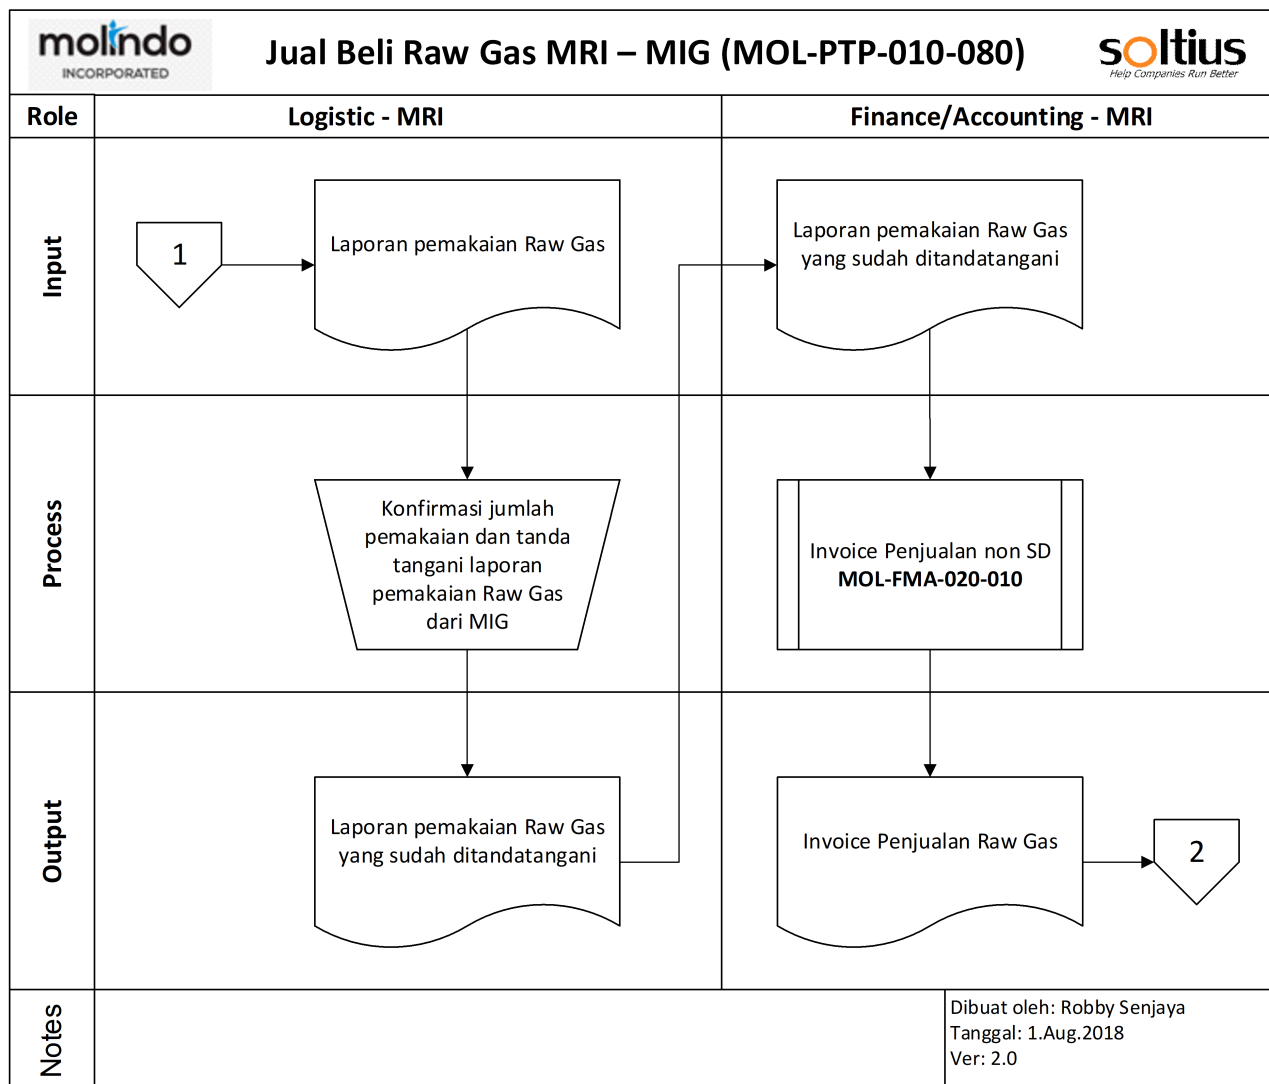 molindo
INCORPORATED
Jual Beli Raw Gas MRI – MIG (MOL-PTP-010-080)
soltius
Help Companies Run Better
Role
Logistic - MRI
Finance/Accounting - MRI
Input
1
Laporan pemakaian Raw Gas
Laporan pemakaian Raw Gas
yang sudah ditandatangani
Process
Konfirmasi jumlah
pemakaian dan tanda
tangani laporan
pemakaian Raw Gas
dari MIG
Invoice Penjualan non SD
MOL-FMA-020-010
Output
Laporan pemakaian Raw Gas
yang sudah ditandatangani
Invoice Penjualan Raw Gas
2
Notes
Dibuat oleh: Robby Senjaya
Tanggal: 1.Aug.2018
Ver: 2.0